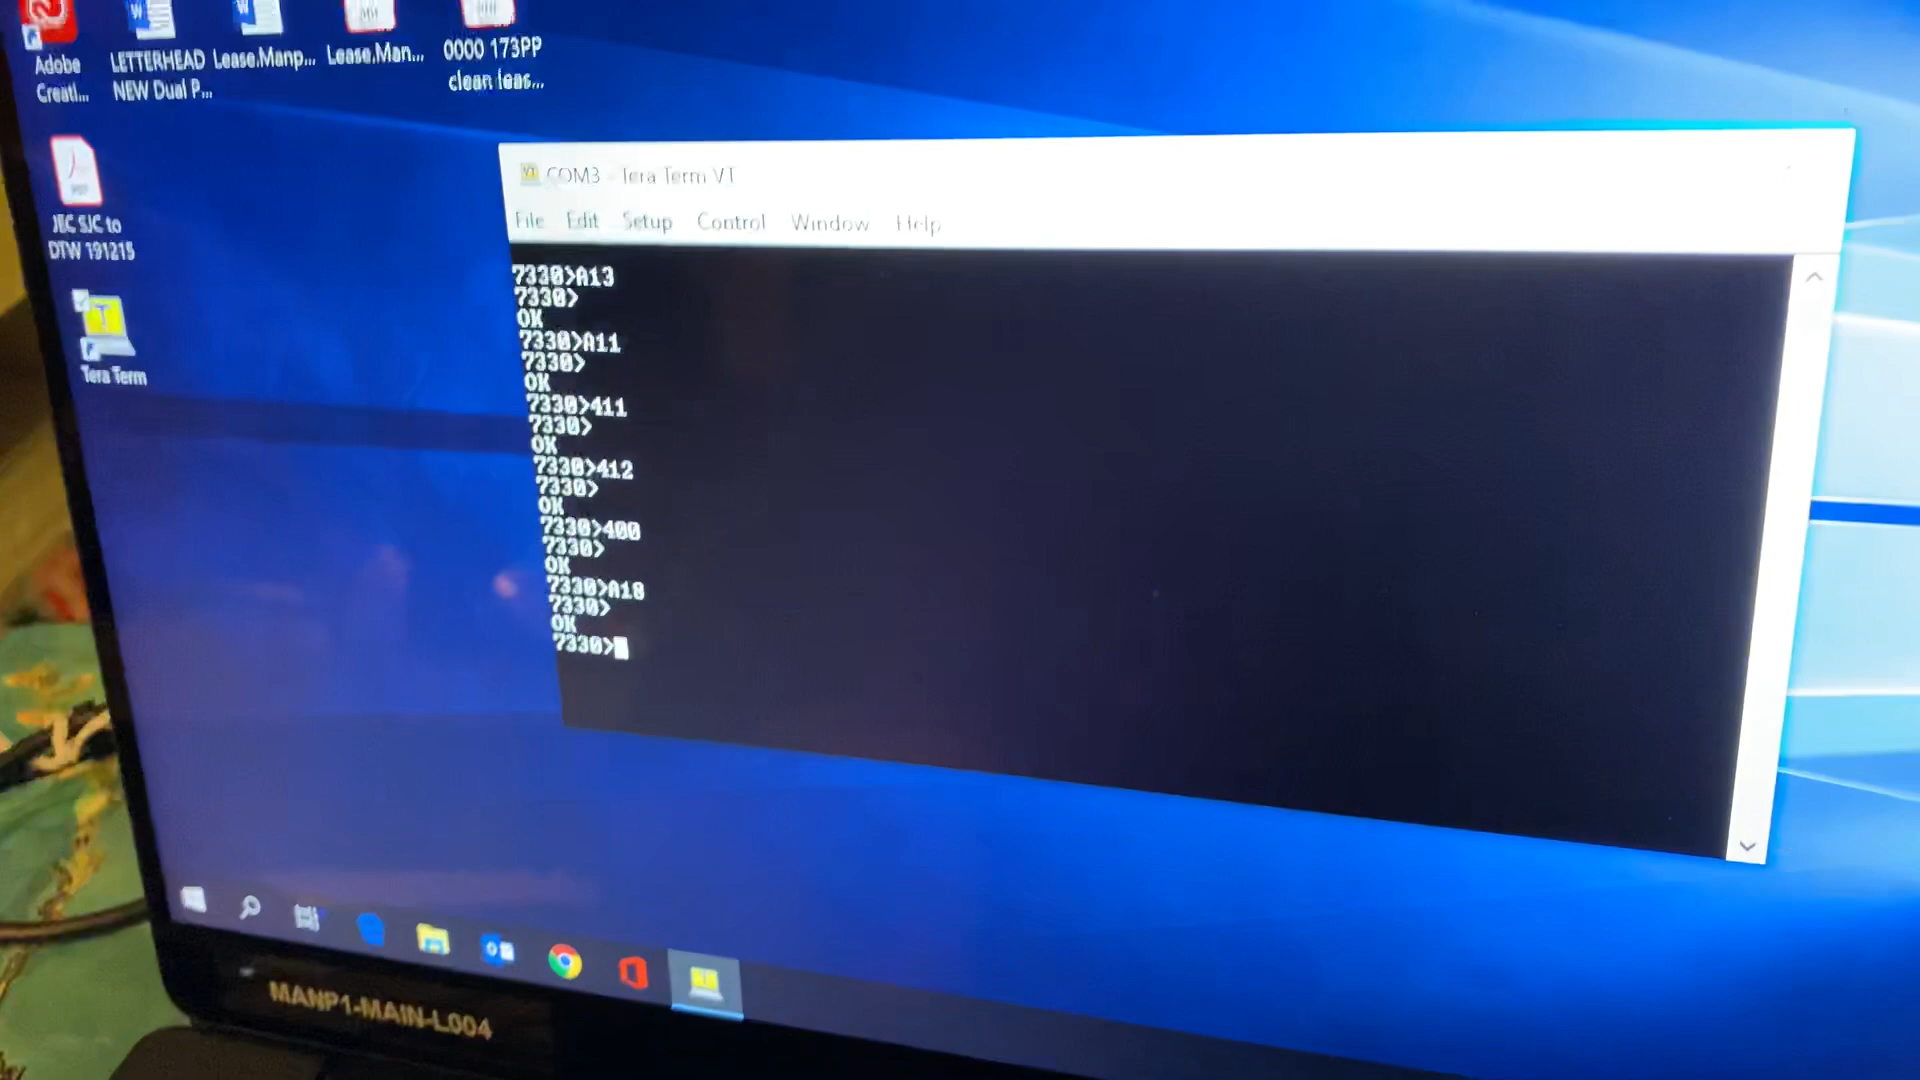 Adobe
Creati...
LETTERHEAD
NEW Dual P...
Lease.Manp...
Lease.Man...
0000 173PP
clean leas...
JEC SJC to
DTW 191215
Tera Term
COM3 - Tera Term VT
File Edit Setup Control Window Help
7330>A13
7330>
OK
7330>A11
7330>
OK
7330>411
7330>
OK
7330>412
7330>
OK
7330>400
7330>
OK
7330>A18
7330>
OK
7330>
MANP1-MAIN-L004